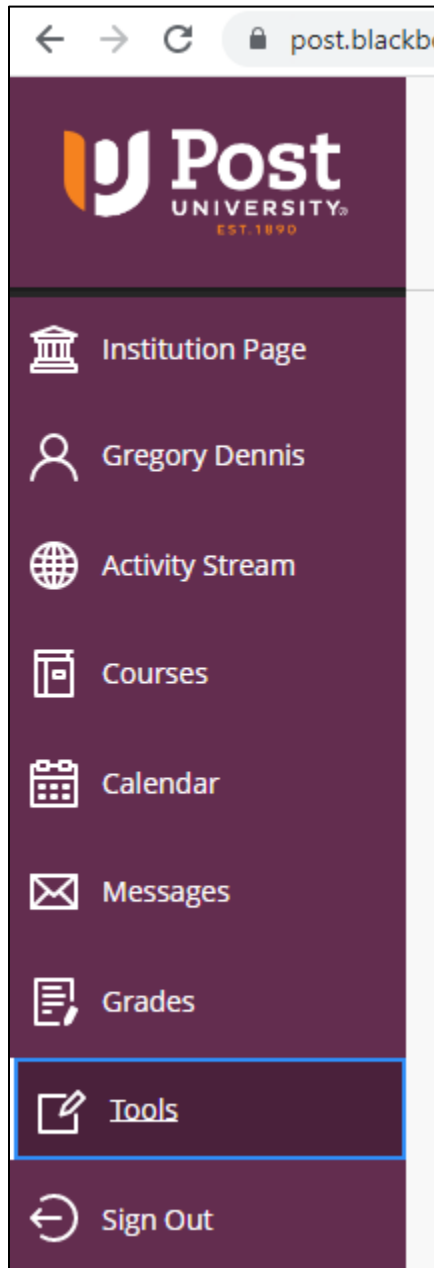 post.blackb
Post
UNIVERSITY®
EST.1890
Institution Page
Gregory Dennis
Activity Stream
Courses
Calendar
Messages
Grades
Tools
Sign Out